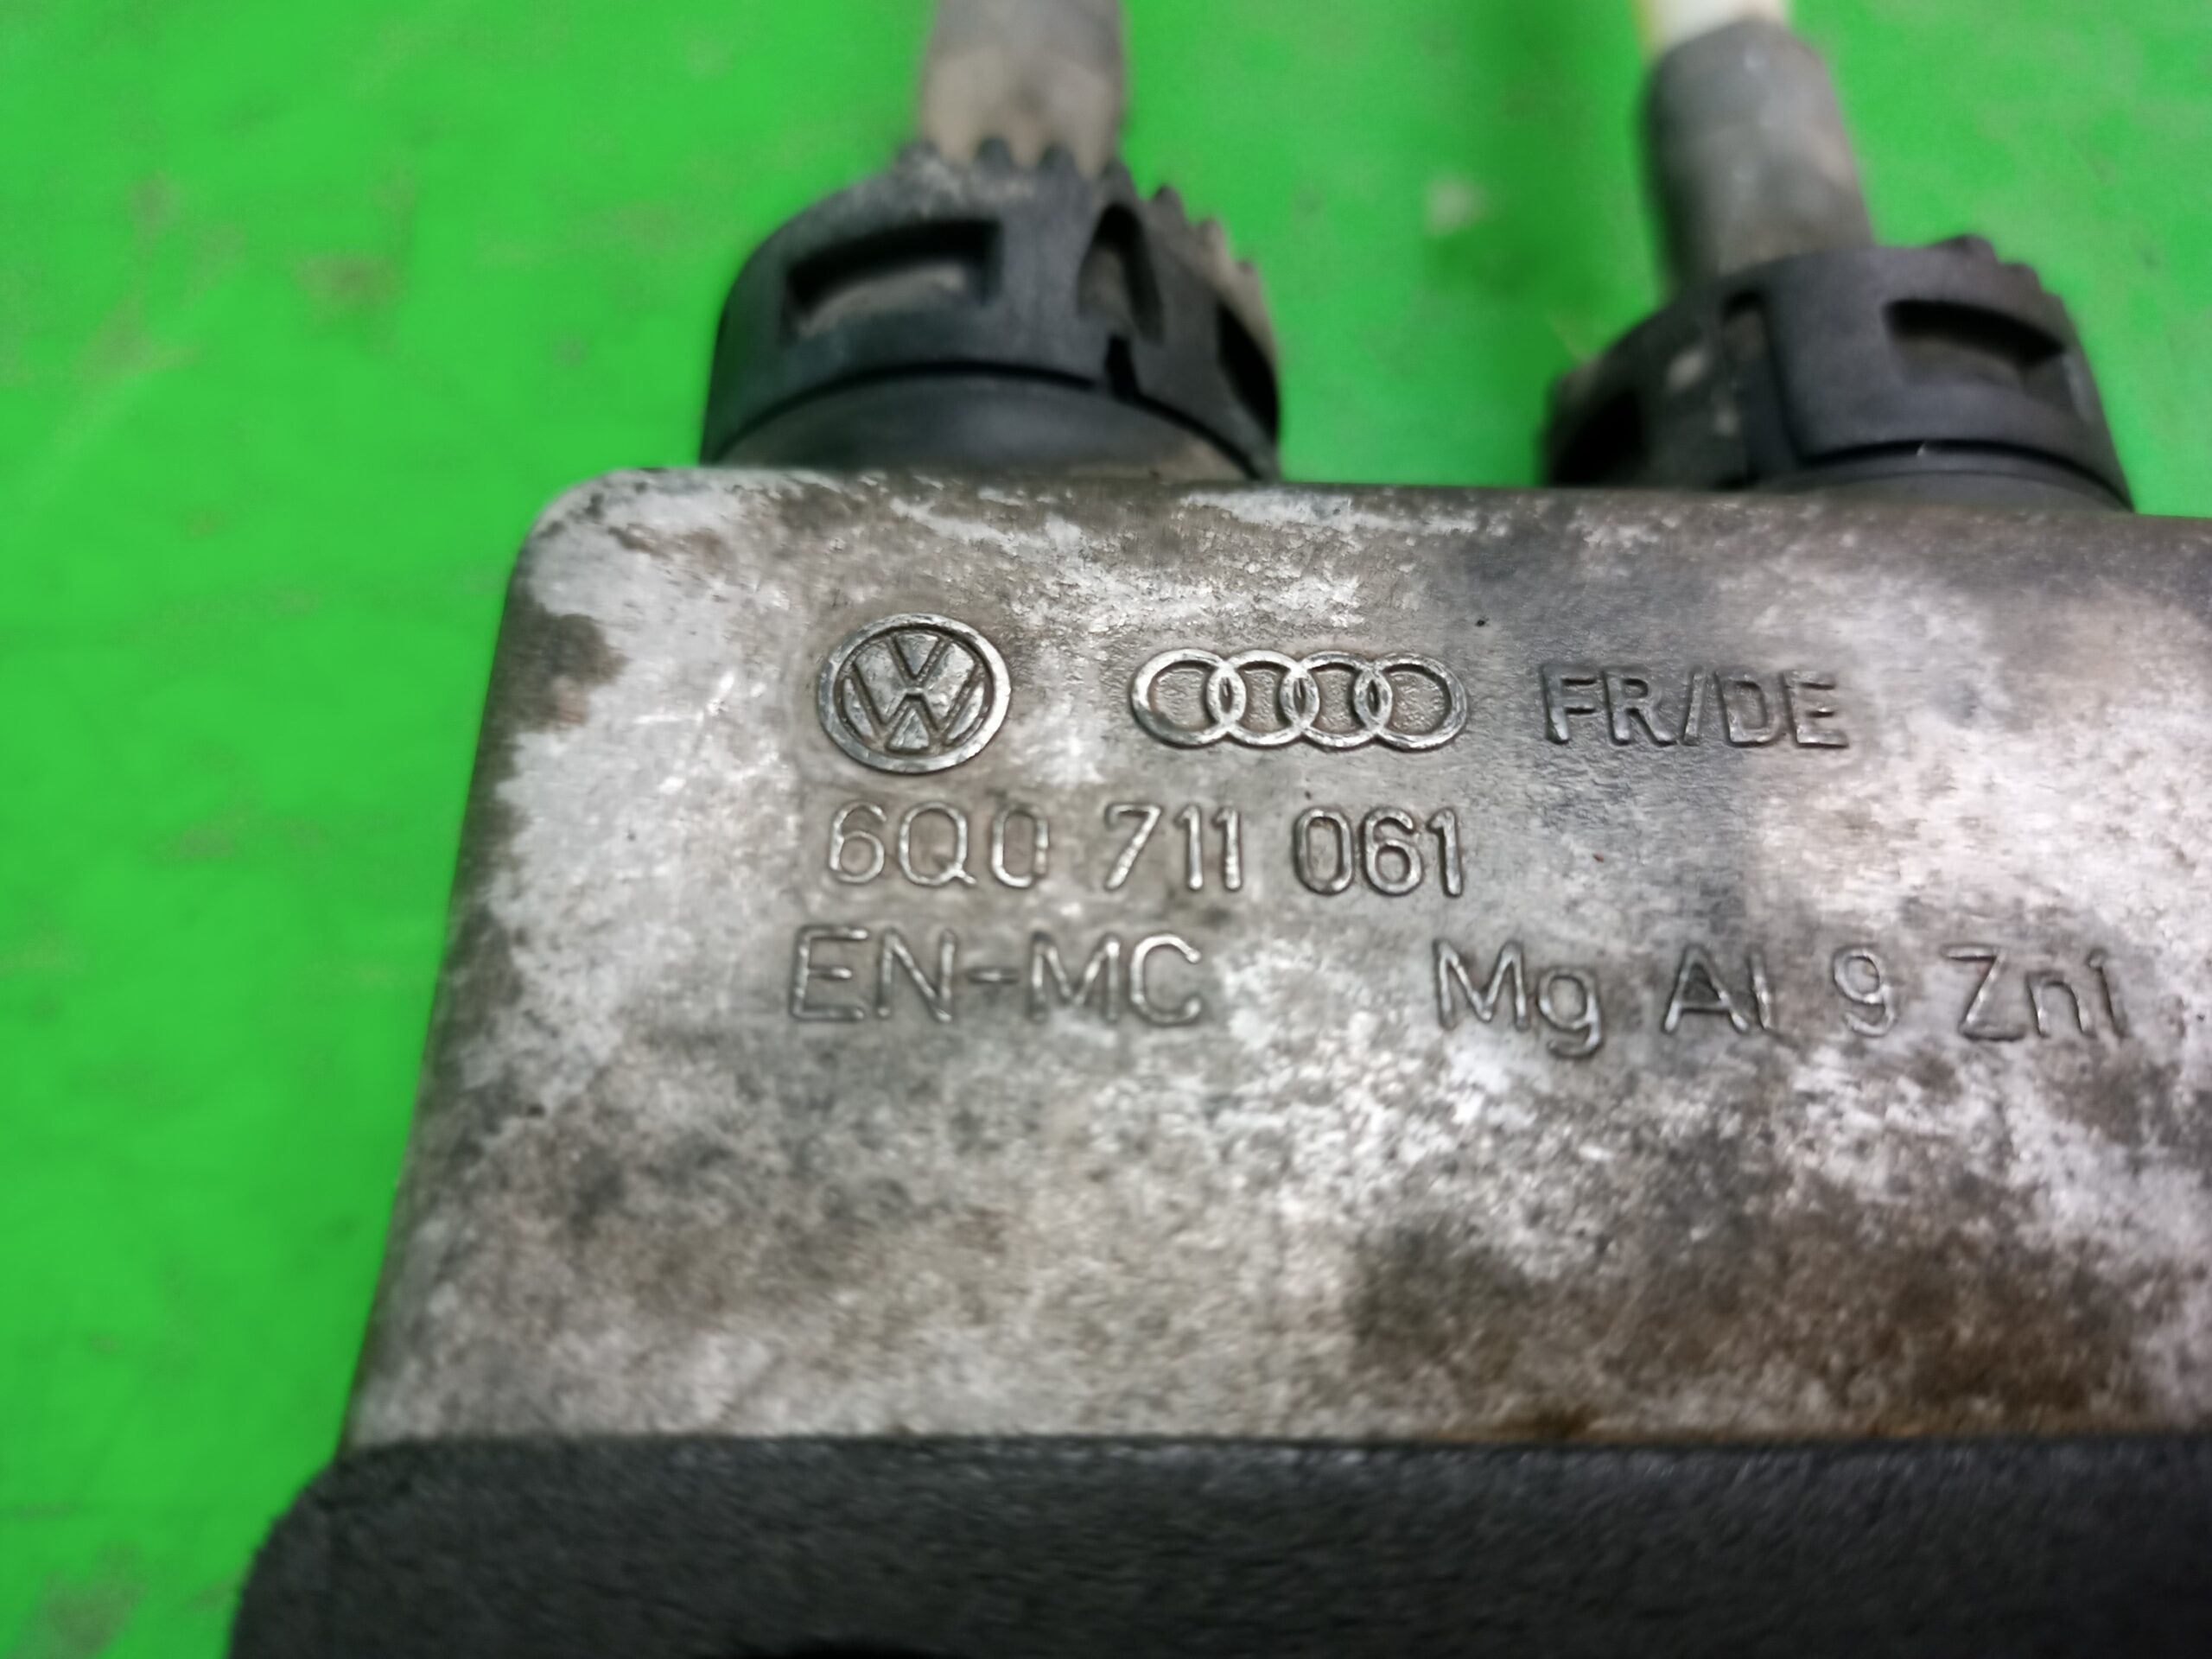 FR/DE
6Q0 711 061
EN-MC Mg Al 9 Zn1